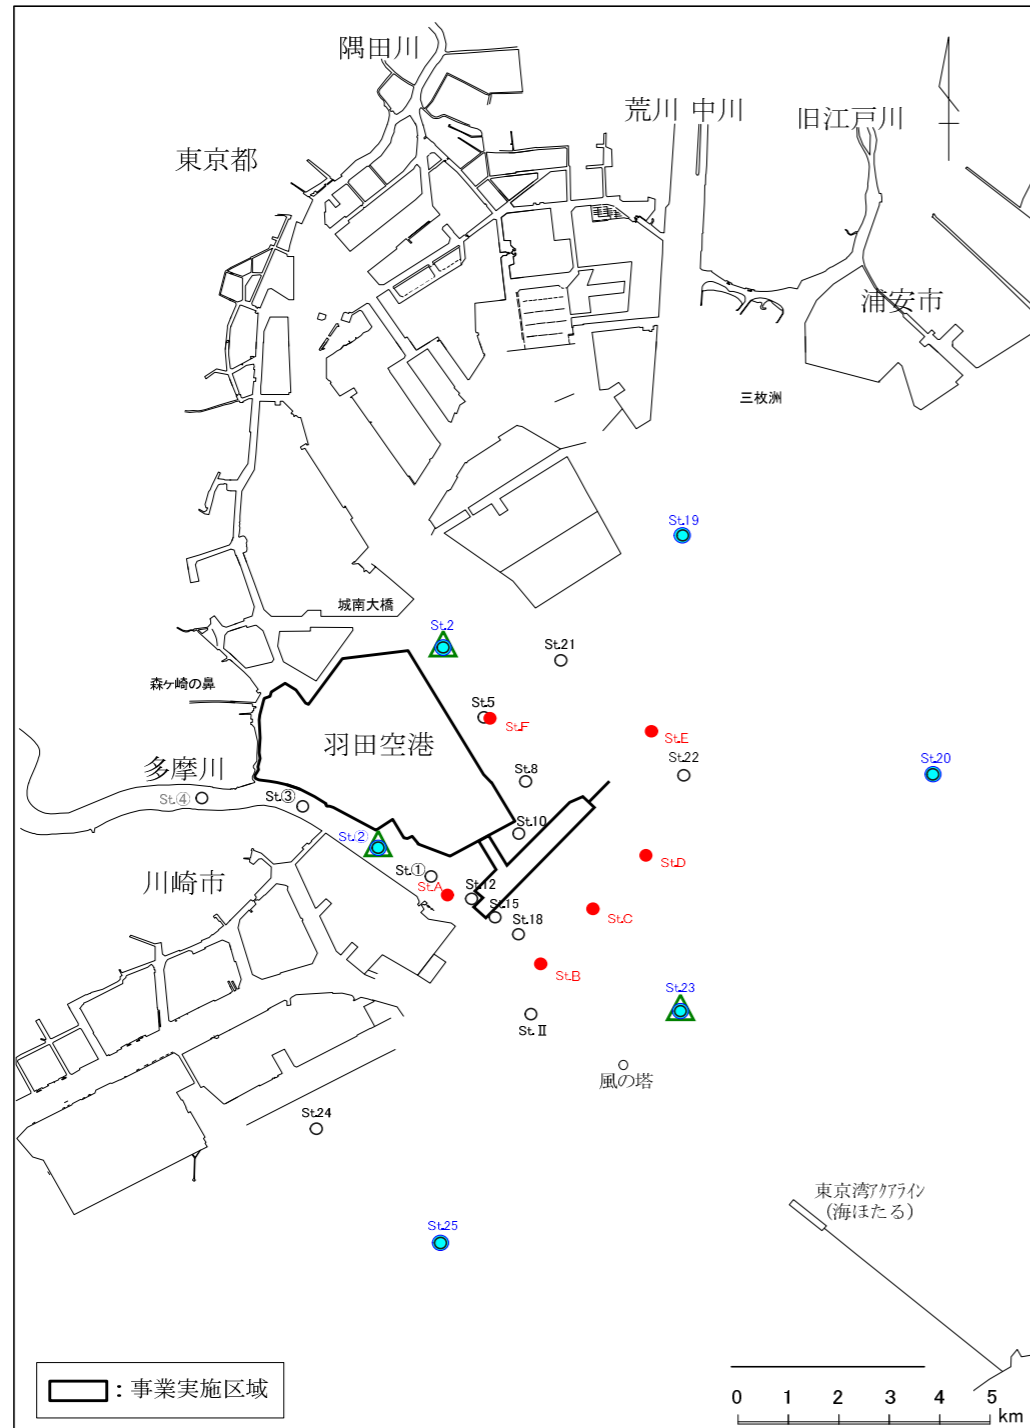 隅田川
荒川 中川
旧江戸川
東京都
浦安市
三枚洲
St.19
城南大橋
St.2
St.21
森ヶ崎の鼻
St.5
St.F
St.E
羽田空港
St.22
St.20
多摩川
St.8
St.④
St.③
St.10
St.②
St.D
川崎市
St.①
St.A
St.12
St.15
St.C
St.18
St.B
St.23
St.Ⅱ
風の塔
St.24
東京湾アクアライン
(海ほたる)
St.25
:事業実施区域
0 1 2 3 4 5
km